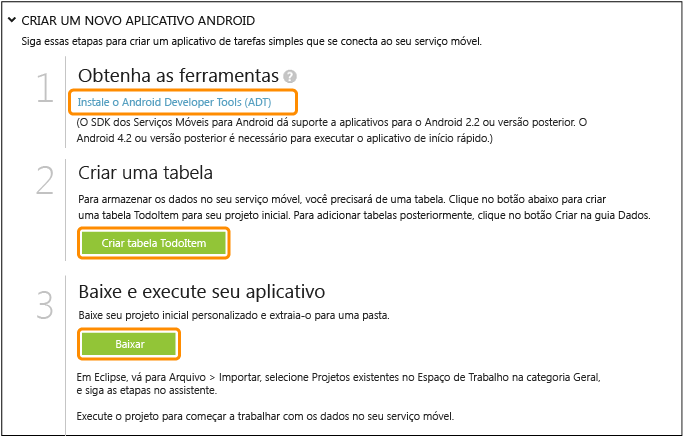 CRIAR UM NOVO APLICATIVO ANDROID
Siga essas etapas para criar um aplicativo de tarefas simples que se conecta ao seu serviço móvel.
1
Obtenha as ferramentas ?
Instale o Android Developer Tools (ADT)
(O SDK dos Serviços Móveis para Android dá suporte a aplicativos para o Android 2.2 ou versão posterior. O
Android 4.2 ou versão posterior é necessário para executar o aplicativo de início rápido.)
2
Criar uma tabela
Para armazenar os dados no seu serviço móvel, você precisará de uma tabela. Clique no botão abaixo para criar
uma tabela TodoItem para seu projeto inicial. Para adicionar tabelas posteriormente, clique no botão Criar na guia Dados.
Criar tabela TodoItem
3
Baixe e execute seu aplicativo
Baixe seu projeto inicial personalizado e extraia-o para uma pasta.
Baixar
Em Eclipse, vá para Arquivo > Importar, selecione Projetos existentes no Espaço de Trabalho na categoria Geral,
e siga as etapas no assistente.
Execute o projeto para começar a trabalhar com os dados no seu serviço móvel.